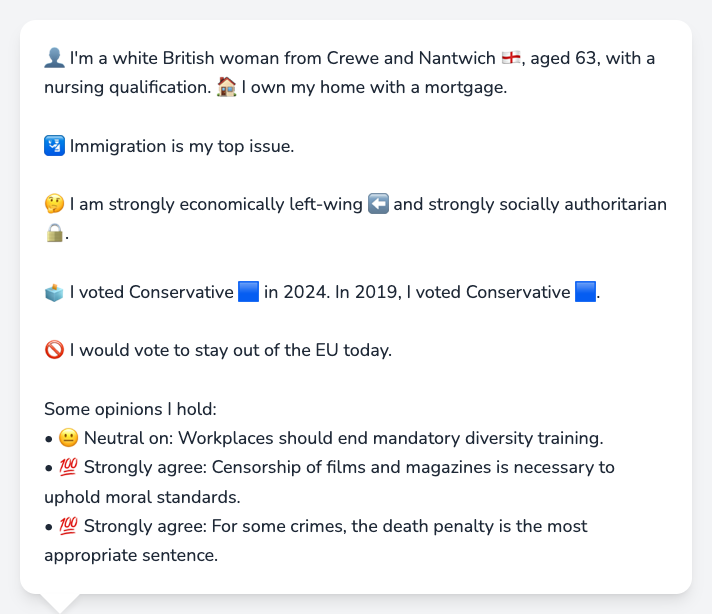 👤 I'm a white British woman from Crewe and Nantwich 🏴󠁧󠁢󠁥󠁮󠁧󠁿, aged 63, with a
nursing qualification. 🏠 I own my home with a mortgage.
🛂 Immigration is my top issue.
🤔 I am strongly economically left-wing ⬅️ and strongly socially authoritarian
🔒.
🗳️ I voted Conservative 🟦 in 2024. In 2019, I voted Conservative 🟦.
🚫 I would vote to stay out of the EU today.
Some opinions I hold:
• 😐 Neutral on: Workplaces should end mandatory diversity training.
• 💯 Strongly agree: Censorship of films and magazines is necessary to
uphold moral standards.
• 💯 Strongly agree: For some crimes, the death penalty is the most
appropriate sentence.